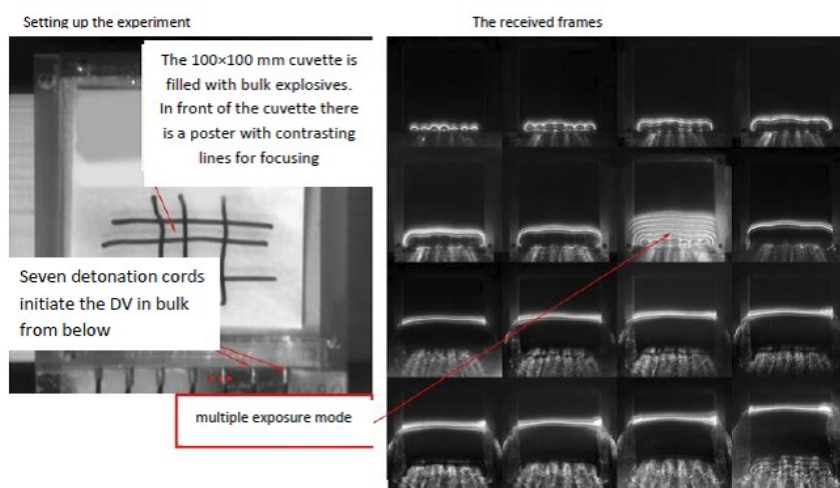 Setting up the experiment
The received frames
The 100×100 mm cuvette is
filled with bulk explosives.
In front of the cuvette there
is a poster with contrasting
lines for focusing
Seven detonation cords
initiate the DV in bulk
from below
multiple exposure mode